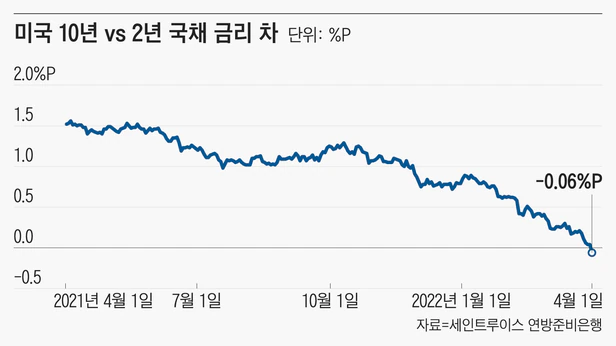 미국 10년 vs 2년 국채 금리 차 단위: %P
2.0%P
1.5
1.0
-0.06%P
0.5
0.0
-0.5
2021년 4월 1일 7월 1일 10월 1일 2022년 1월 1일 4월 1일
자료=세인트루이스 연방준비은행